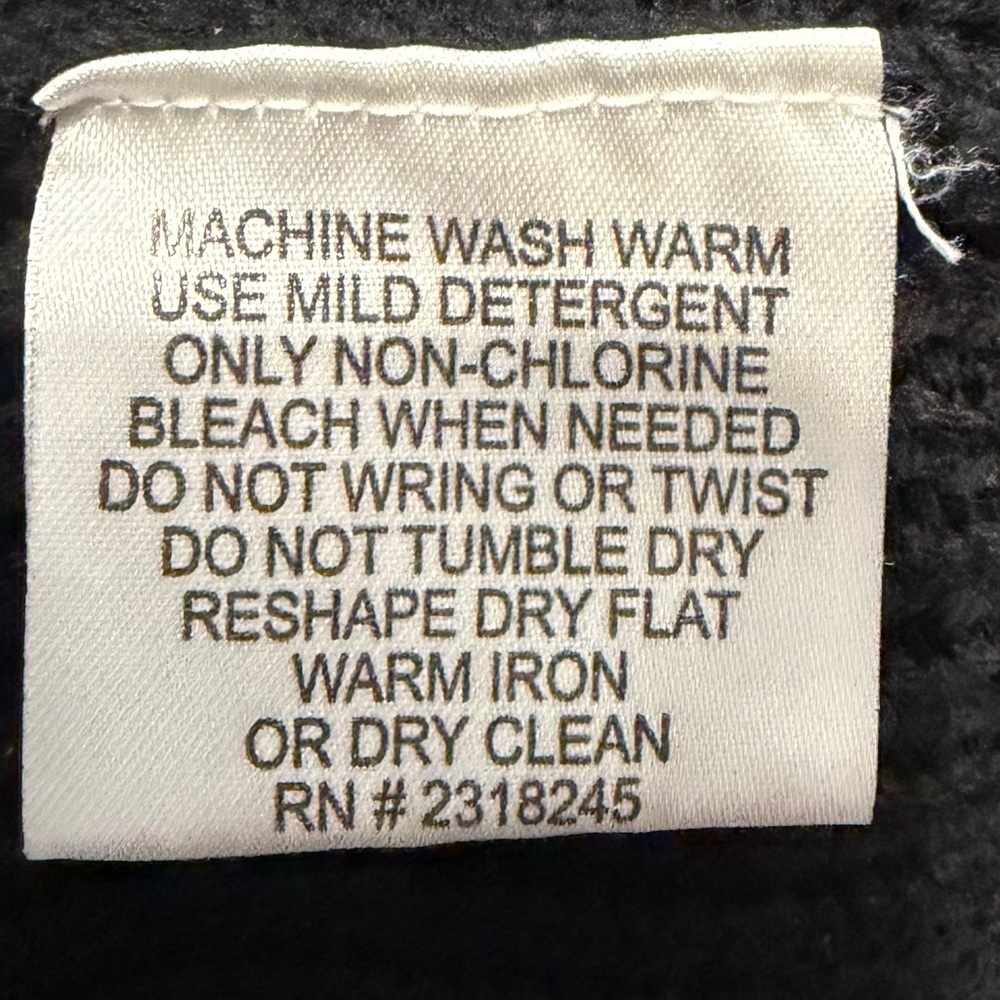 MACHINE WASH WARM
USE MILD DETERGENT
ONLY NON-CHLORINE
BLEACH WHEN NEEDED
DO NOT WRING OR TWIST
DO NOT TUMBLE DRY
RESHAPE DRY FLAT
WARM IRON
OR DRY CLEAN
RN # 2318245